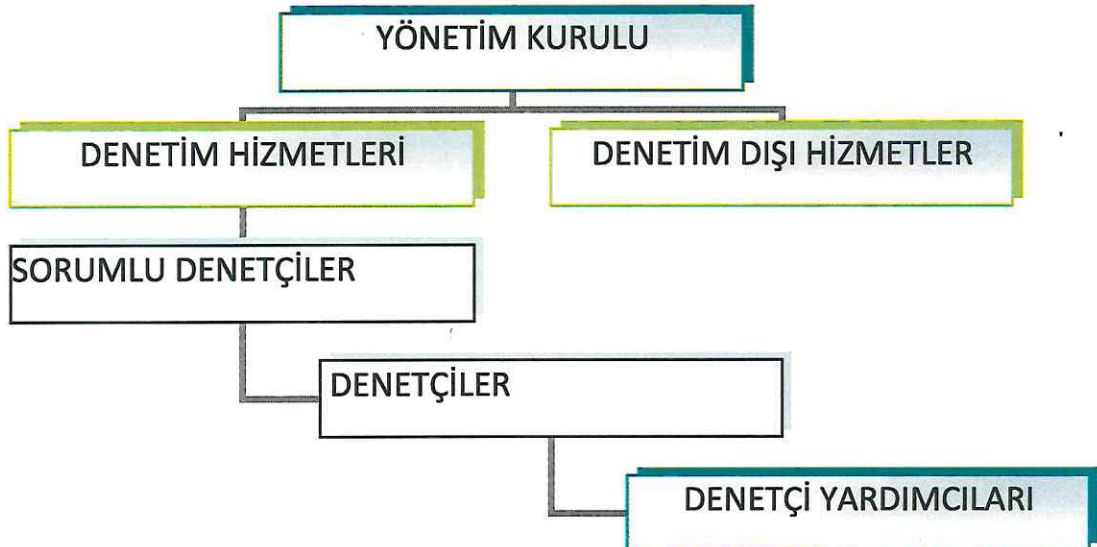 YÖNETİM KURULU
DENETİM HİZMETLERİ
DENETİM DIŞI HİZMETLER
SORUMLU DENETÇİLER
DENETÇİLER
DENETÇİ YARDIMCILARI